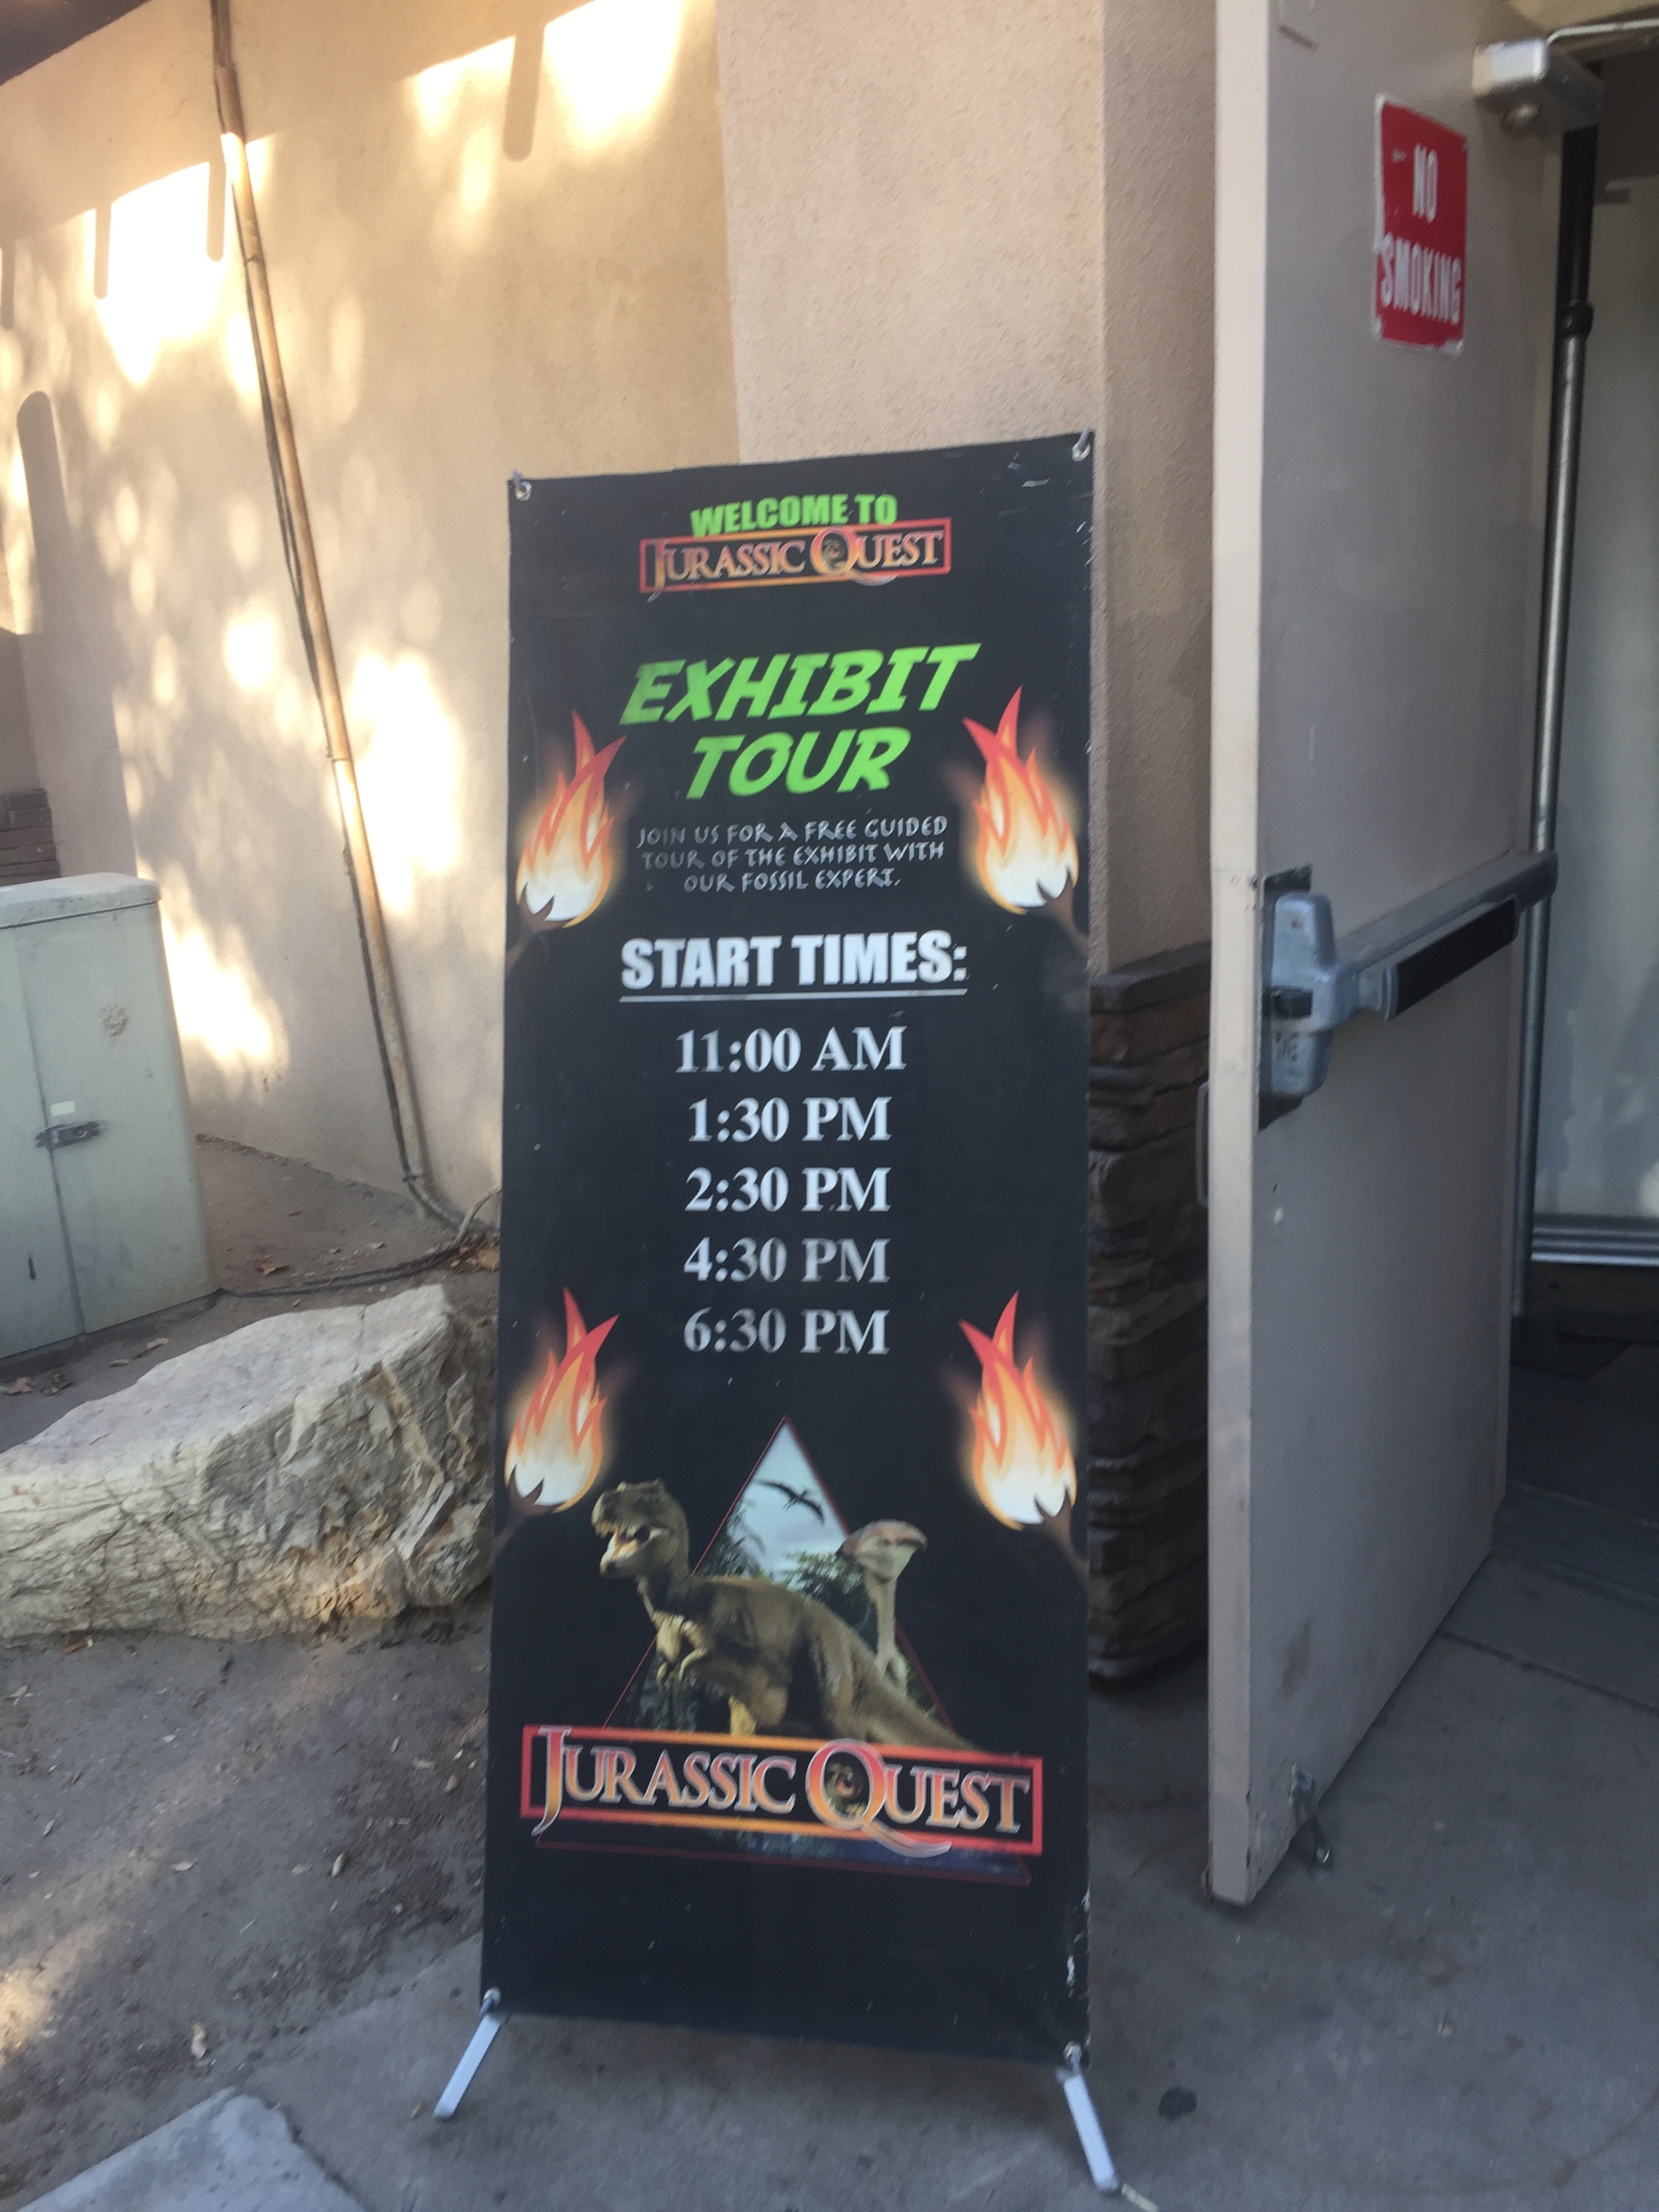 WELCOME TO
JURASSIC QUEST
EXHIBIT
TOUR
JOIN US FOR A FREE GUIDED
TOUR OF THE EXHIBIT WITH
OUR FOSSIL EXPERT.
START TIMES:
11:00 AM
1:30 PM
2:30 PM
4:30 PM
6:30 PM
JURASSIC QUEST
NO
SMOKING